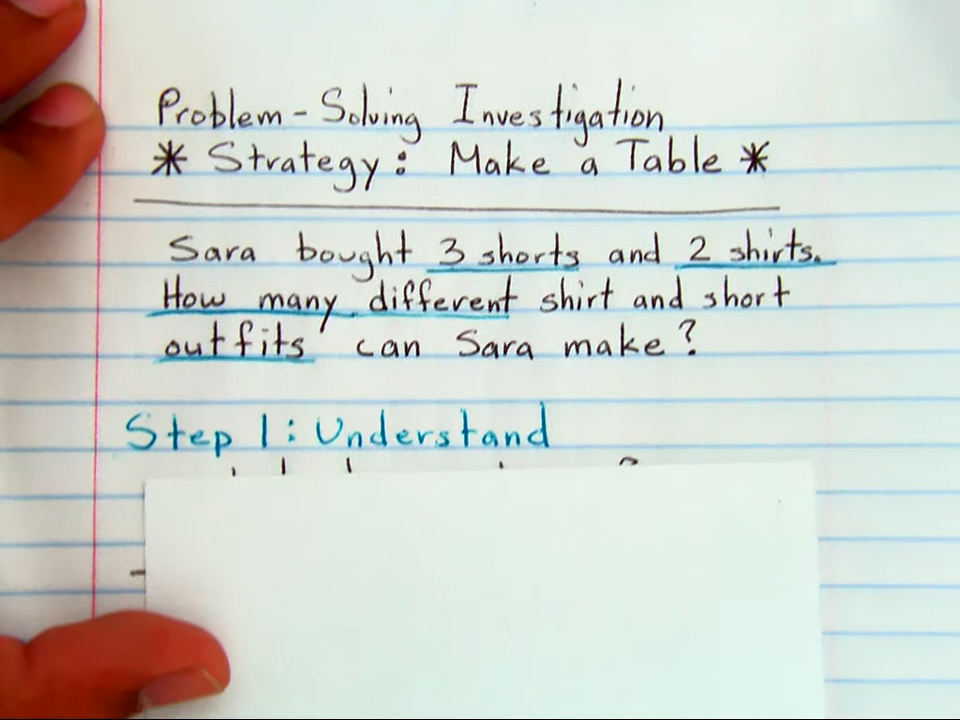 Problem-Solving Investigation
* Strategy: Make a Table *
Sara bought 3 shorts and 2 shirts.
How many different shirt and short
outfits can Sara make?
Step 1: Understand